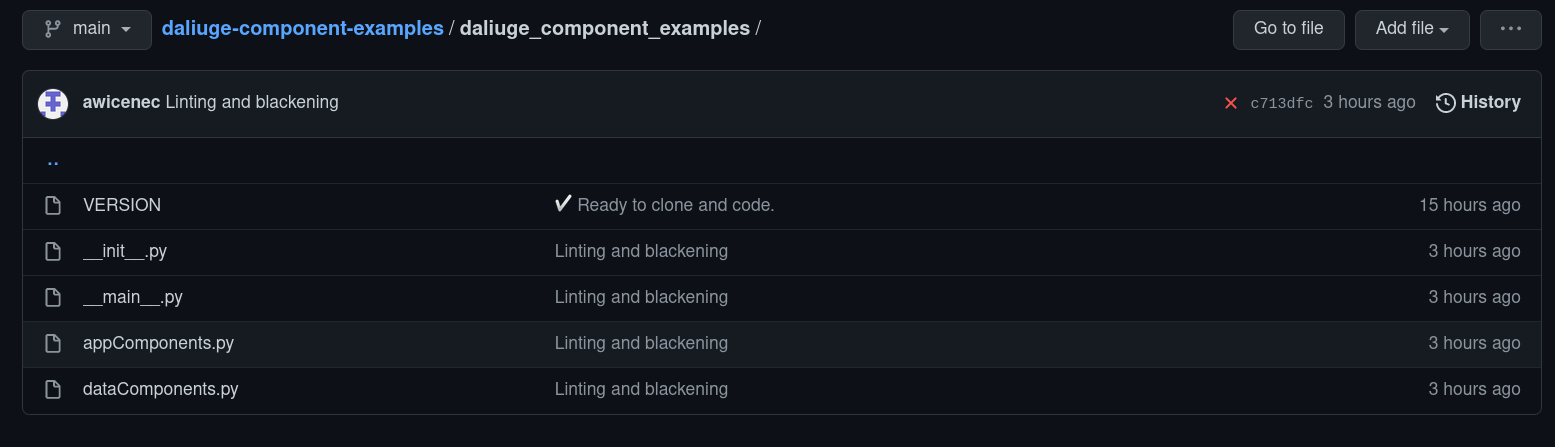 main daliuge-component-examples / daliuge_component_examples / Go to file Add file ...
awicenec Linting and blackening c713dfc 3 hours ago History
..
VERSION ✔ Ready to clone and code. 15 hours ago
__init__.py Linting and blackening 3 hours ago
__main__.py Linting and blackening 3 hours ago
appComponents.py Linting and blackening 3 hours ago
dataComponents.py Linting and blackening 3 hours ago